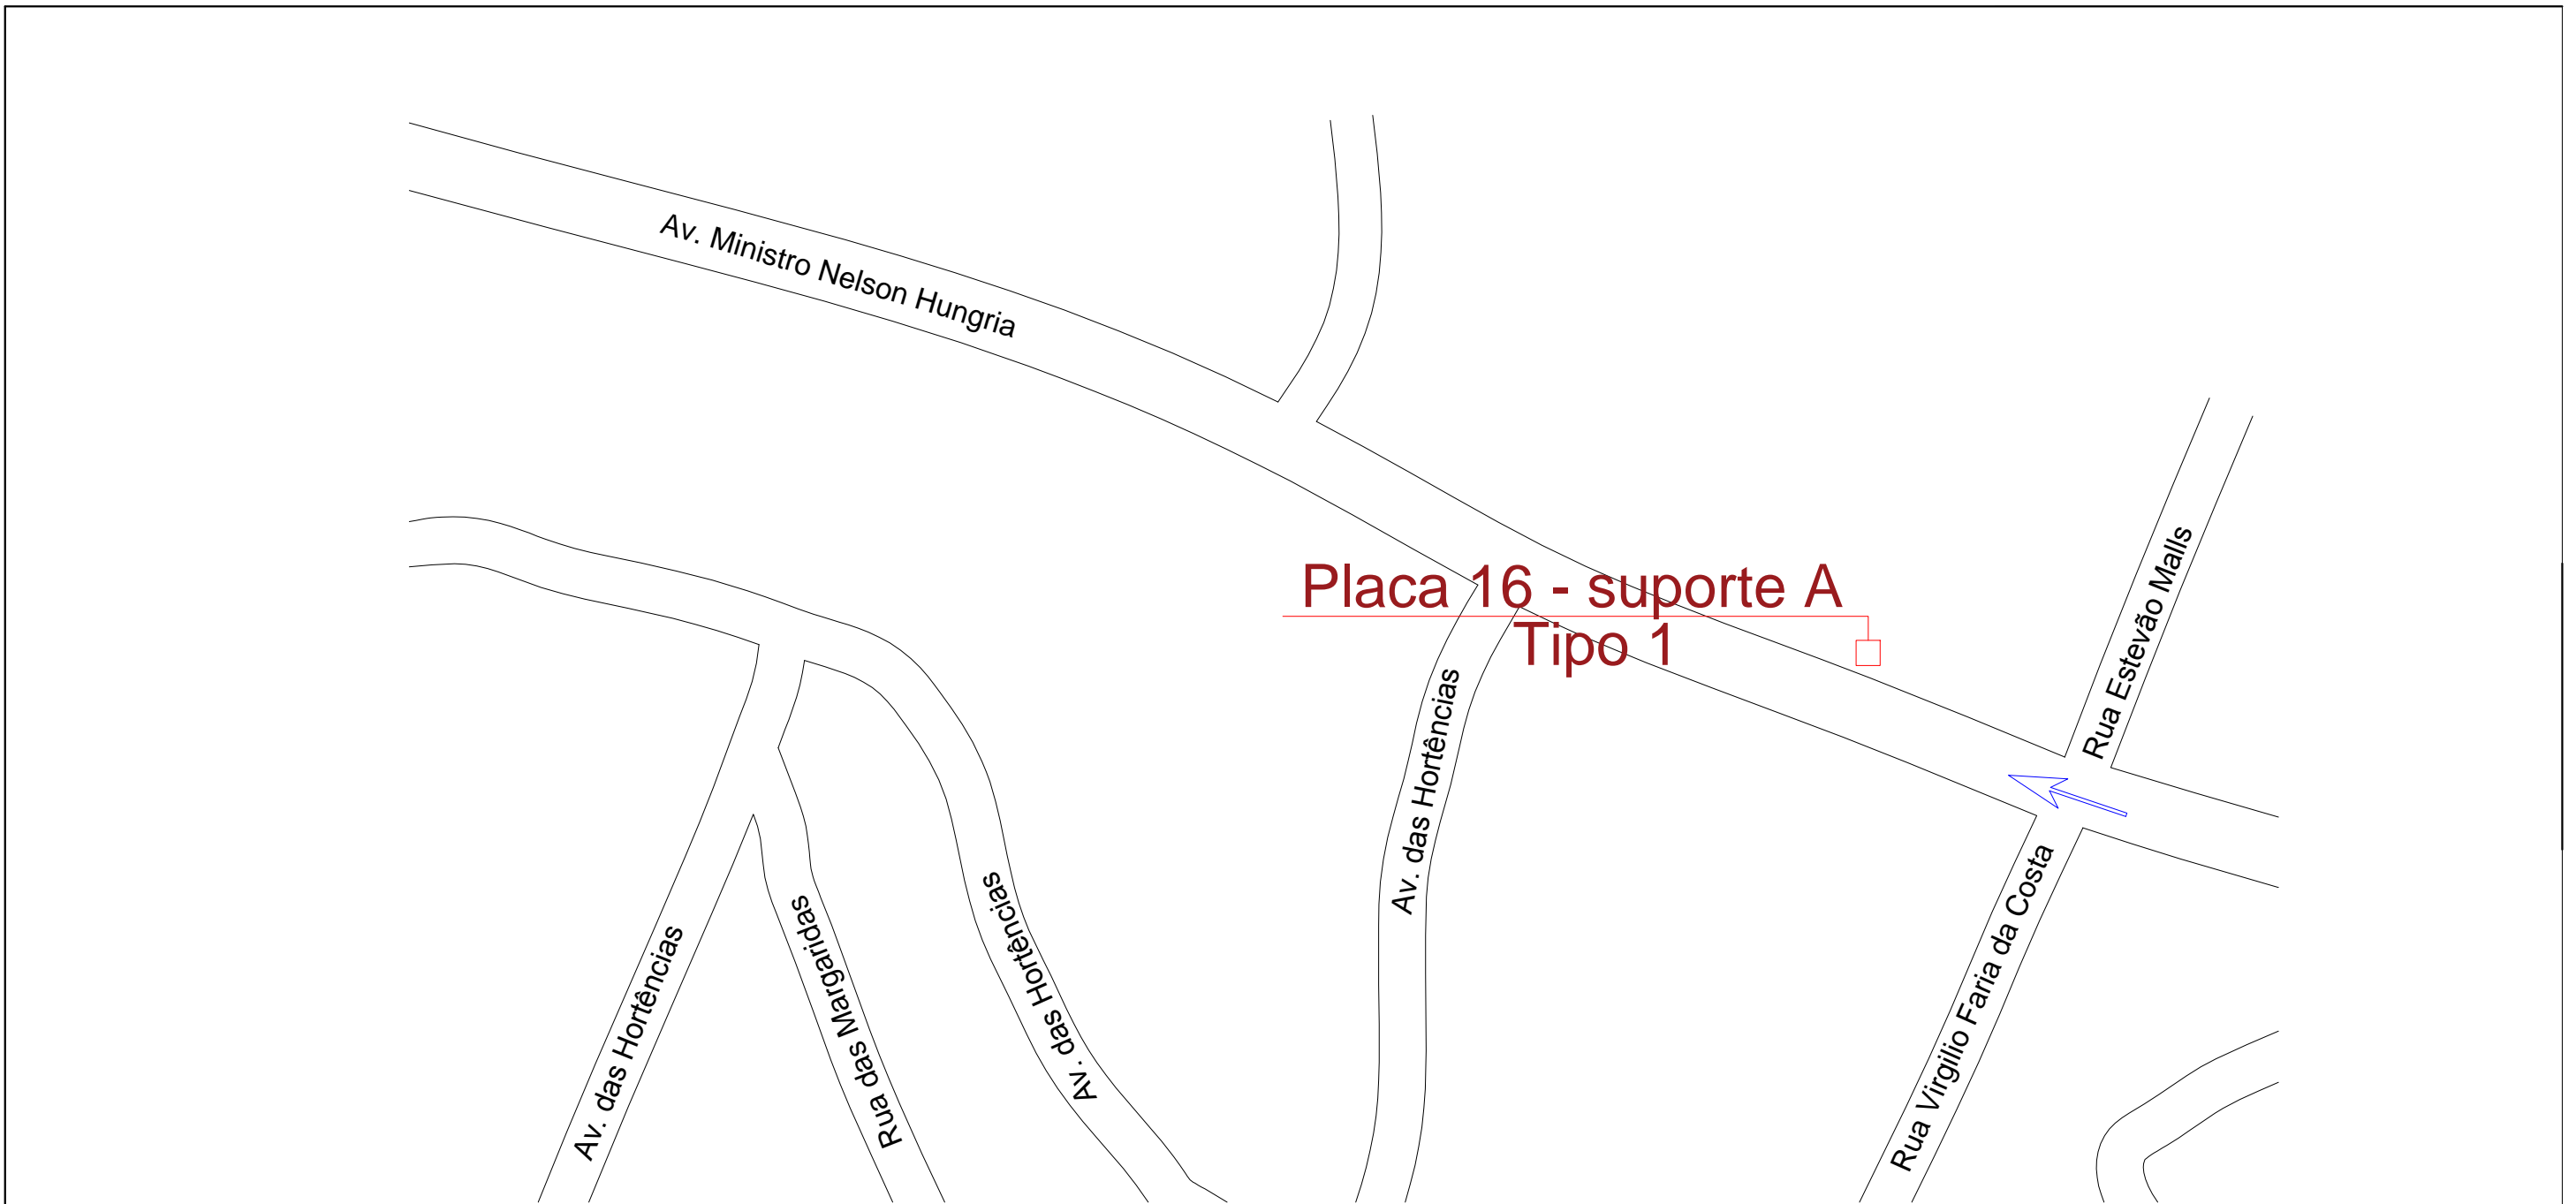 Av. Ministro Nelson Hungria
Placa 16 - suporte A
Tipo 1
Rua Estevão Malls
Av. das Hortências
Av. das Hortências
Rua das Margaridas
Av. das Hortências
Rua Virgilio Faria da Costa